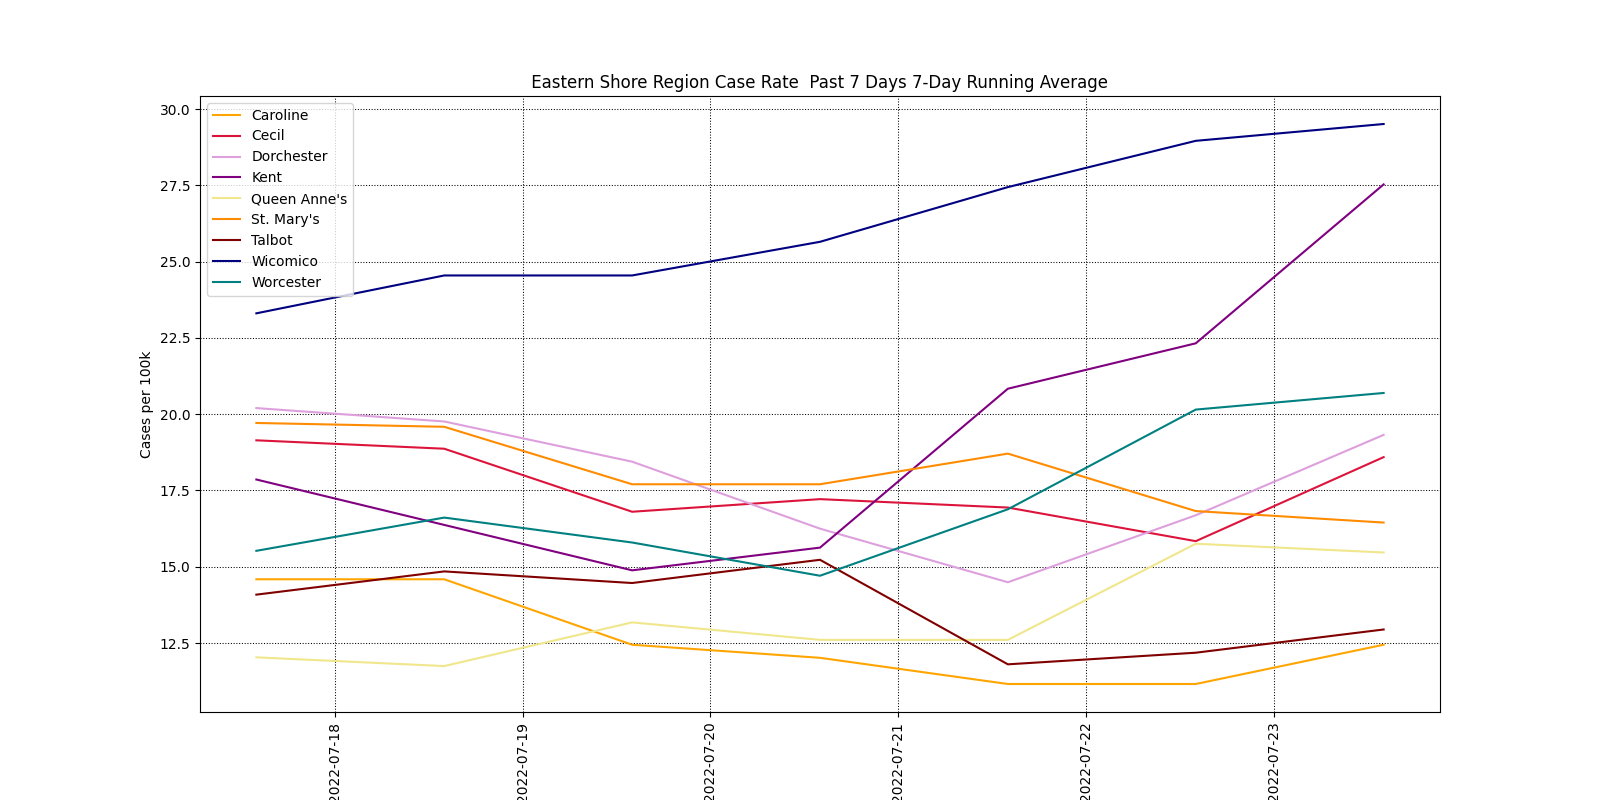 Eastern Shore Region Case Rate  Past 7 Days 7-Day Running Average
Cases per 100k
30.0
27.5
25.0
22.5
20.0
17.5
15.0
12.5
Caroline
Cecil
Dorchester
Kent
Queen Anne's
St. Mary's
Talbot
Wicomico
Worcester
2022-07-18
2022-07-19
2022-07-20
2022-07-21
2022-07-22
2022-07-23